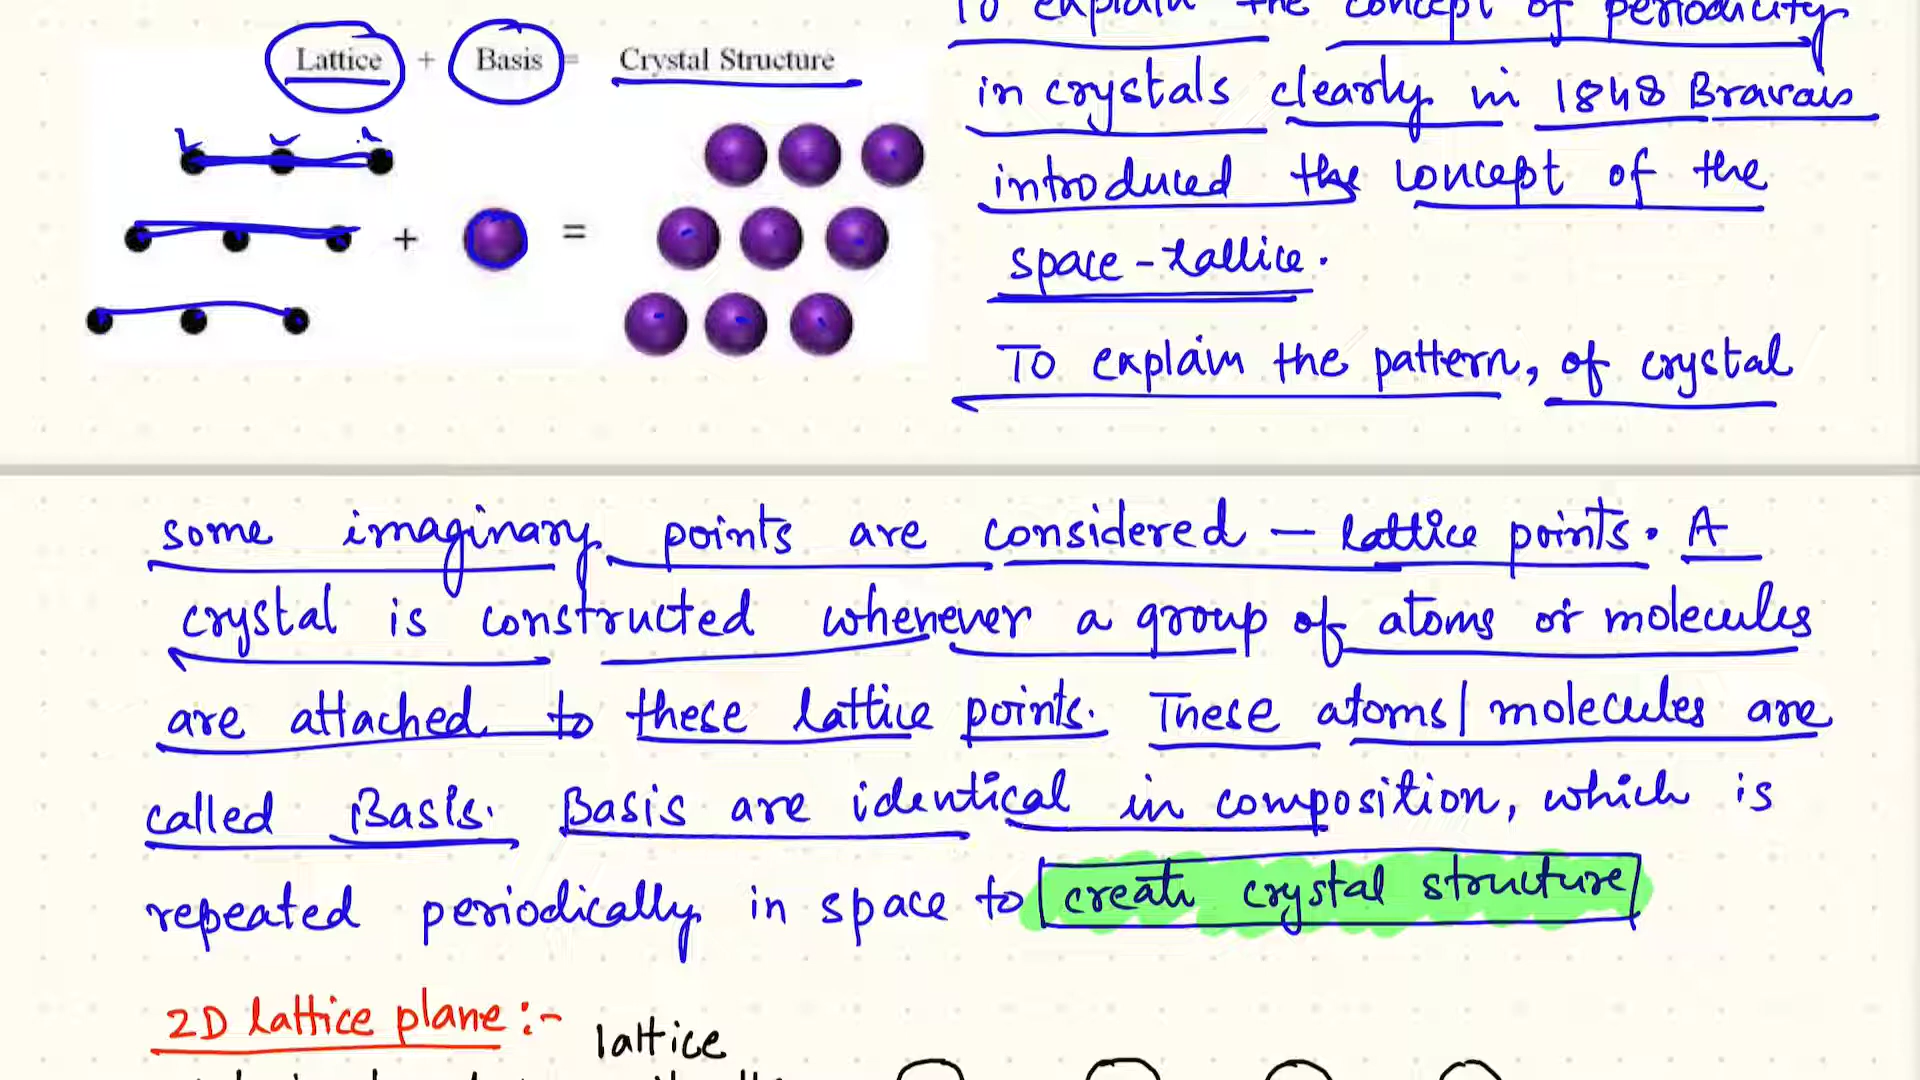 Lattice + Basis = Crystal Structure
+ =
To explain the concept of periodicity
in crystals clearly in 1848 Bravais
introduced the concept of the
space-lattice.
To explain the pattern, of crystal
some imaginary points are considered – lattice points. A
crystal is constructed whenever a group of atoms or molecules
are attached to these lattice points. These atoms/molecules are
called Basis. Basis are identical in composition, which is
repeated periodically in space to create crystal structure
2D lattice plane :-
lattice